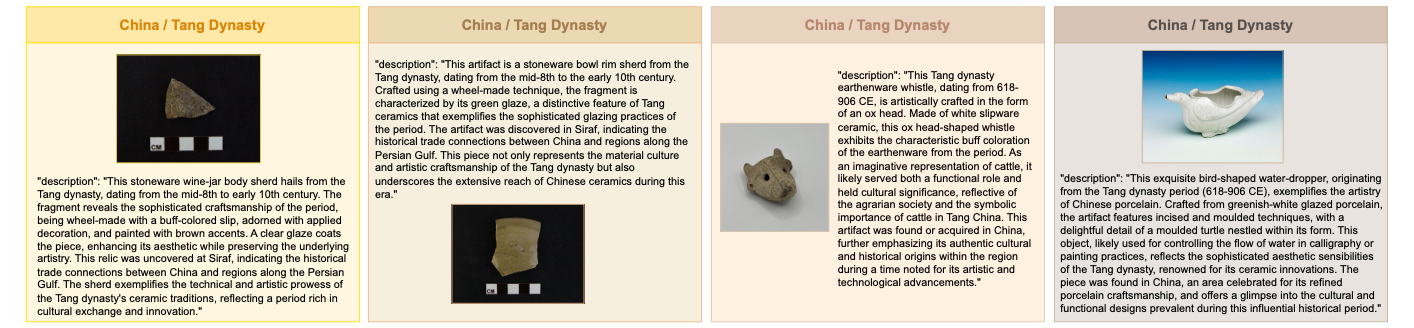 China / Tang Dynasty
CM
"description": "This stoneware wine-jar body sherd hails from the
Tang dynasty, dating from the mid-8th to early 10th century. The
fragment reveals the sophisticated craftsmanship of the period,
being wheel-made with a buff-colored slip, adorned with applied
decoration, and painted with brown accents. A clear glaze coats
the piece, enhancing its aesthetic while preserving the underlying
artistry. This relic was uncovered at Siraf, indicating the historical
trade connections between China and regions along the Persian
Gulf. The sherd exemplifies the technical and artistic prowess of
the Tang dynasty's ceramic traditions, reflecting a period rich in
cultural exchange and innovation."
China / Tang Dynasty
"description": "This artifact is a stoneware bowl rim sherd from the
Tang dynasty, dating from the mid-8th to the early 10th century.
Crafted using a wheel-made technique, the fragment is
characterized by its green glaze, a distinctive feature of Tang
ceramics that exemplifies the sophisticated glazing practices of
the period. The artifact was discovered in Siraf, indicating the
historical trade connections between China and regions along the
Persian Gulf. This piece not only represents the material culture
and artistic craftsmanship of the Tang dynasty but also
underscores the extensive reach of Chinese ceramics during this
era."
CM
China / Tang Dynasty
"description": "This Tang dynasty
earthenware whistle, dating from 618-
906 CE, is artistically crafted in the form
of an ox head. Made of white slipware
ceramic, this ox head-shaped whistle
exhibits the characteristic buff coloration
of the earthenware from the period. As
an imaginative representation of cattle, it
likely served both a functional role and
held cultural significance, reflective of
the agrarian society and the symbolic
importance of cattle in Tang China. This
artifact was found or acquired in China,
further emphasizing its authentic cultural
and historical origins within the region
during a time noted for its artistic and
technological advancements."
China / Tang Dynasty
"description": "This exquisite bird-shaped water-dropper, originating
from the Tang dynasty period (618-906 CE), exemplifies the artistry
of Chinese porcelain. Crafted from greenish-white glazed porcelain,
the artifact features incised and moulded techniques, with a
delightful detail of a moulded turtle nestled within its form. This
object, likely used for controlling the flow of water in calligraphy or
painting practices, reflects the sophisticated aesthetic sensibilities
of the Tang dynasty, renowned for its ceramic innovations. The
piece was found in China, an area celebrated for its refined
porcelain craftsmanship, and offers a glimpse into the cultural and
functional designs prevalent during this influential historical period."